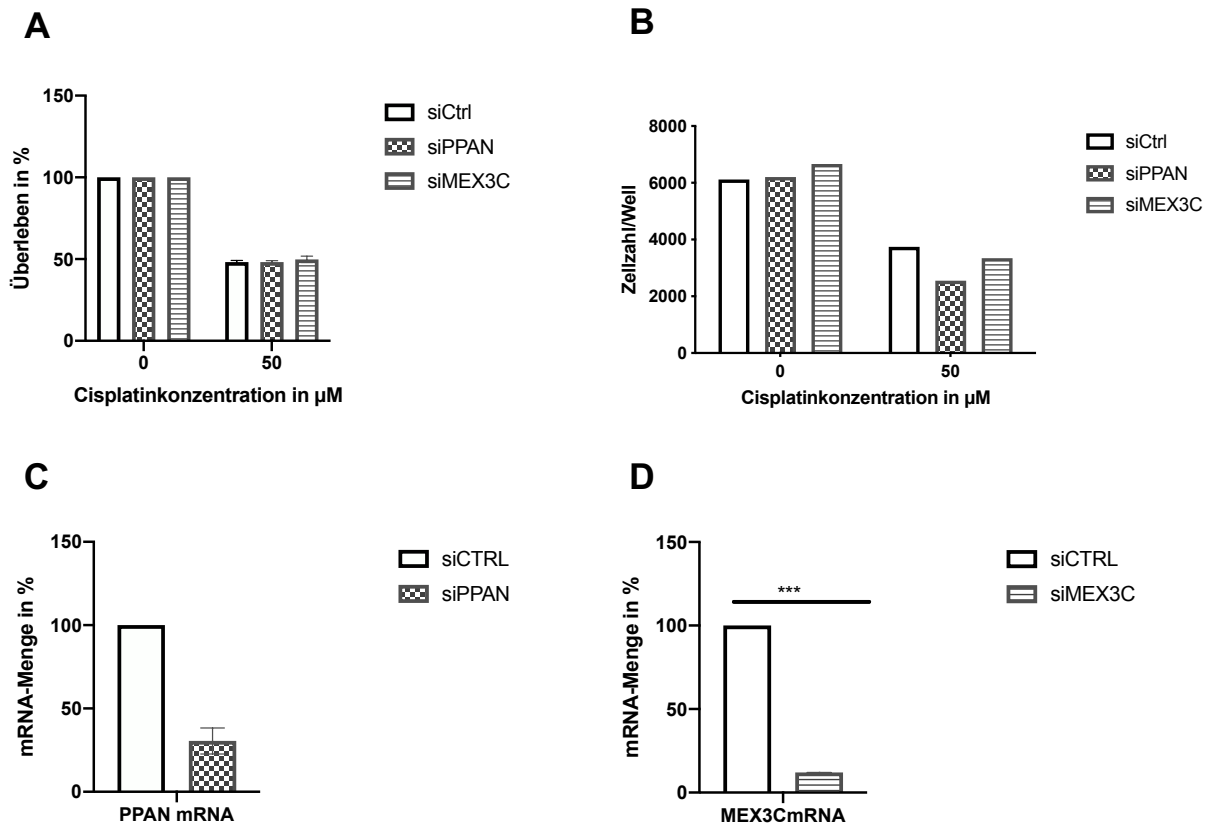 A
150
100
50
0
Überleben in %
0
50
Cisplatinkonzentration in µM
siCtrl
siPPAN
siMEX3C
B
8000
6000
4000
2000
0
Zellzahl/Well
0
50
Cisplatinkonzentration in µM
siCtrl
siPPAN
siMEX3C
C
150
100
50
0
mRNA-Menge in %
PPAN mRNA
siCTRL
siPPAN
D
150
100
50
0
mRNA-Menge in %
***
MEX3CmRNA
siCTRL
siMEX3C